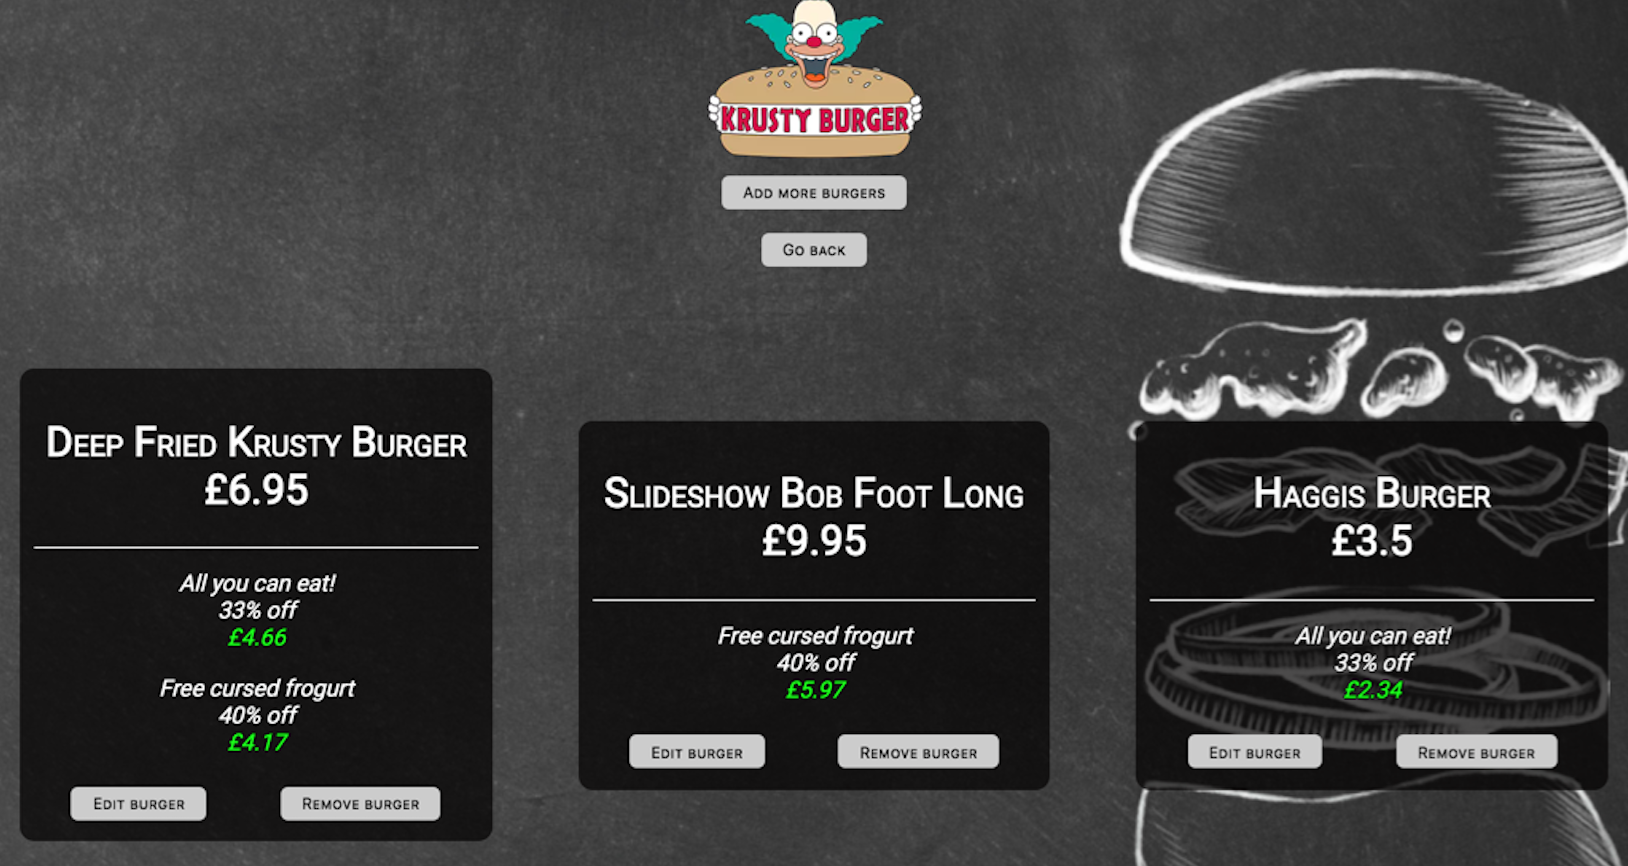 KRUSTY BURGER
Add more burgers
Go back
Deep Fried Krusty Burger
£6.95
All you can eat!
33% off
£4.66
Free cursed frogurt
40% off
£4.17
Edit burger
Remove burger
Slideshow Bob Foot Long
£9.95
Free cursed frogurt
40% off
£5.97
Edit burger
Remove burger
Haggis Burger
£3.5
All you can eat!
33% off
£2.34
Edit burger
Remove burger